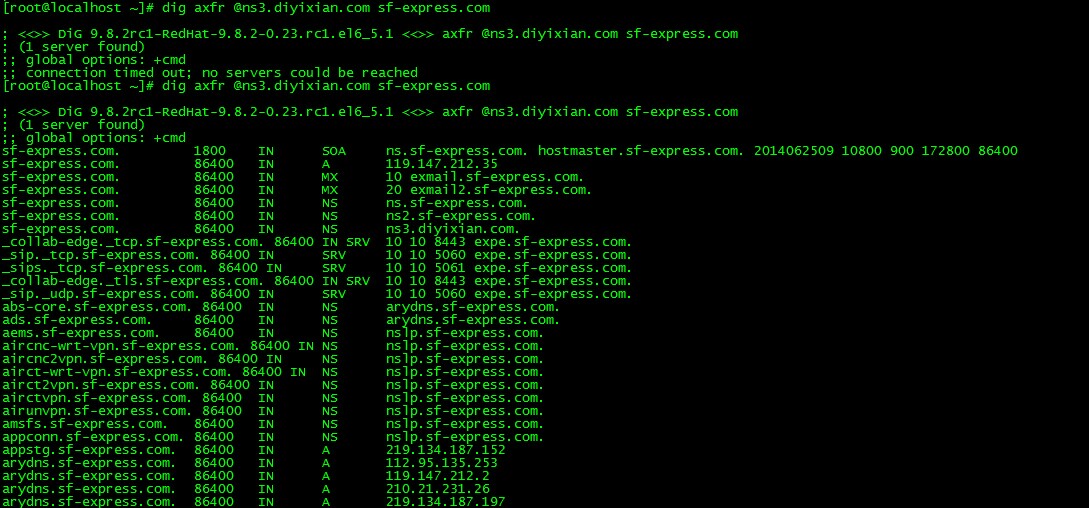 [root@localhost ~]# dig axfr @ns3.diyixian.com sf-express.com
; <<>> DiG 9.8.2rc1-RedHat-9.8.2-0.23.rc1.el6_5.1 <<>> axfr @ns3.diyixian.com sf-express.com
; (1 server found)
;; global options: +cmd
;; connection timed out; no servers could be reached
[root@localhost ~]# dig axfr @ns3.diyixian.com sf-express.com
; <<>> DiG 9.8.2rc1-RedHat-9.8.2-0.23.rc1.el6_5.1 <<>> axfr @ns3.diyixian.com sf-express.com
; (1 server found)
;; global options: +cmd
sf-express.com. 1800 IN SOA ns.sf-express.com. hostmaster.sf-express.com. 2014062509 10800 900 172800 86400
sf-express.com. 86400 IN A 119.147.212.35
sf-express.com. 86400 IN MX 10 exmail.sf-express.com.
sf-express.com. 86400 IN MX 20 exmail2.sf-express.com.
sf-express.com. 86400 IN NS ns.sf-express.com.
sf-express.com. 86400 IN NS ns2.sf-express.com.
sf-express.com. 86400 IN NS ns3.diyixian.com.
_collab-edge._tcp.sf-express.com. 86400 IN SRV 10 10 8443 expe.sf-express.com.
_sip._tcp.sf-express.com. 86400 IN SRV 10 10 5060 expe.sf-express.com.
_sips._tcp.sf-express.com. 86400 IN SRV 10 10 5061 expe.sf-express.com.
_collab-edge._tls.sf-express.com. 86400 IN SRV 10 10 8443 expe.sf-express.com.
_sip._udp.sf-express.com. 86400 IN SRV 10 10 5060 expe.sf-express.com.
abs-core.sf-express.com. 86400 IN NS arydns.sf-express.com.
ads.sf-express.com. 86400 IN NS arydns.sf-express.com.
aems.sf-express.com. 86400 IN NS nslp.sf-express.com.
aircnc-wrt-vpn.sf-express.com. 86400 IN NS nslp.sf-express.com.
aircnc2vpn.sf-express.com. 86400 IN NS nslp.sf-express.com.
airct-wrt-vpn.sf-express.com. 86400 IN NS nslp.sf-express.com.
airct2vpn.sf-express.com. 86400 IN NS nslp.sf-express.com.
airctvpn.sf-express.com. 86400 IN NS nslp.sf-express.com.
airunvpn.sf-express.com. 86400 IN NS nslp.sf-express.com.
amsfs.sf-express.com. 86400 IN NS nslp.sf-express.com.
appconn.sf-express.com. 86400 IN NS nslp.sf-express.com.
appstg.sf-express.com. 86400 IN A 219.134.187.152
arydns.sf-express.com. 86400 IN A 112.95.135.253
arydns.sf-express.com. 86400 IN A 119.147.212.2
arydns.sf-express.com. 86400 IN A 210.21.231.26
arydns.sf-express.com. 86400 IN A 219.134.187.197